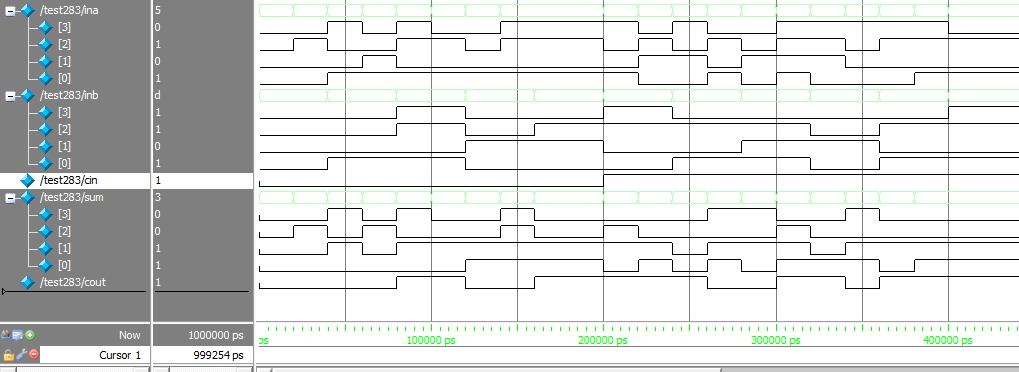 /test283/ina 5
[3] 0
[2] 1
[1] 0
[0] 1
/test283/inb d
[3] 1
[2] 1
[1] 0
[0] 1
/test283/cin 1
/test283/sum 3
[3] 0
[2] 0
[1] 1
[0] 1
/test283/cout 1
Now 1000000 ps
ps 100000 ps 200000 ps 300000 ps 400000 ps
Cursor 1 999254 ps